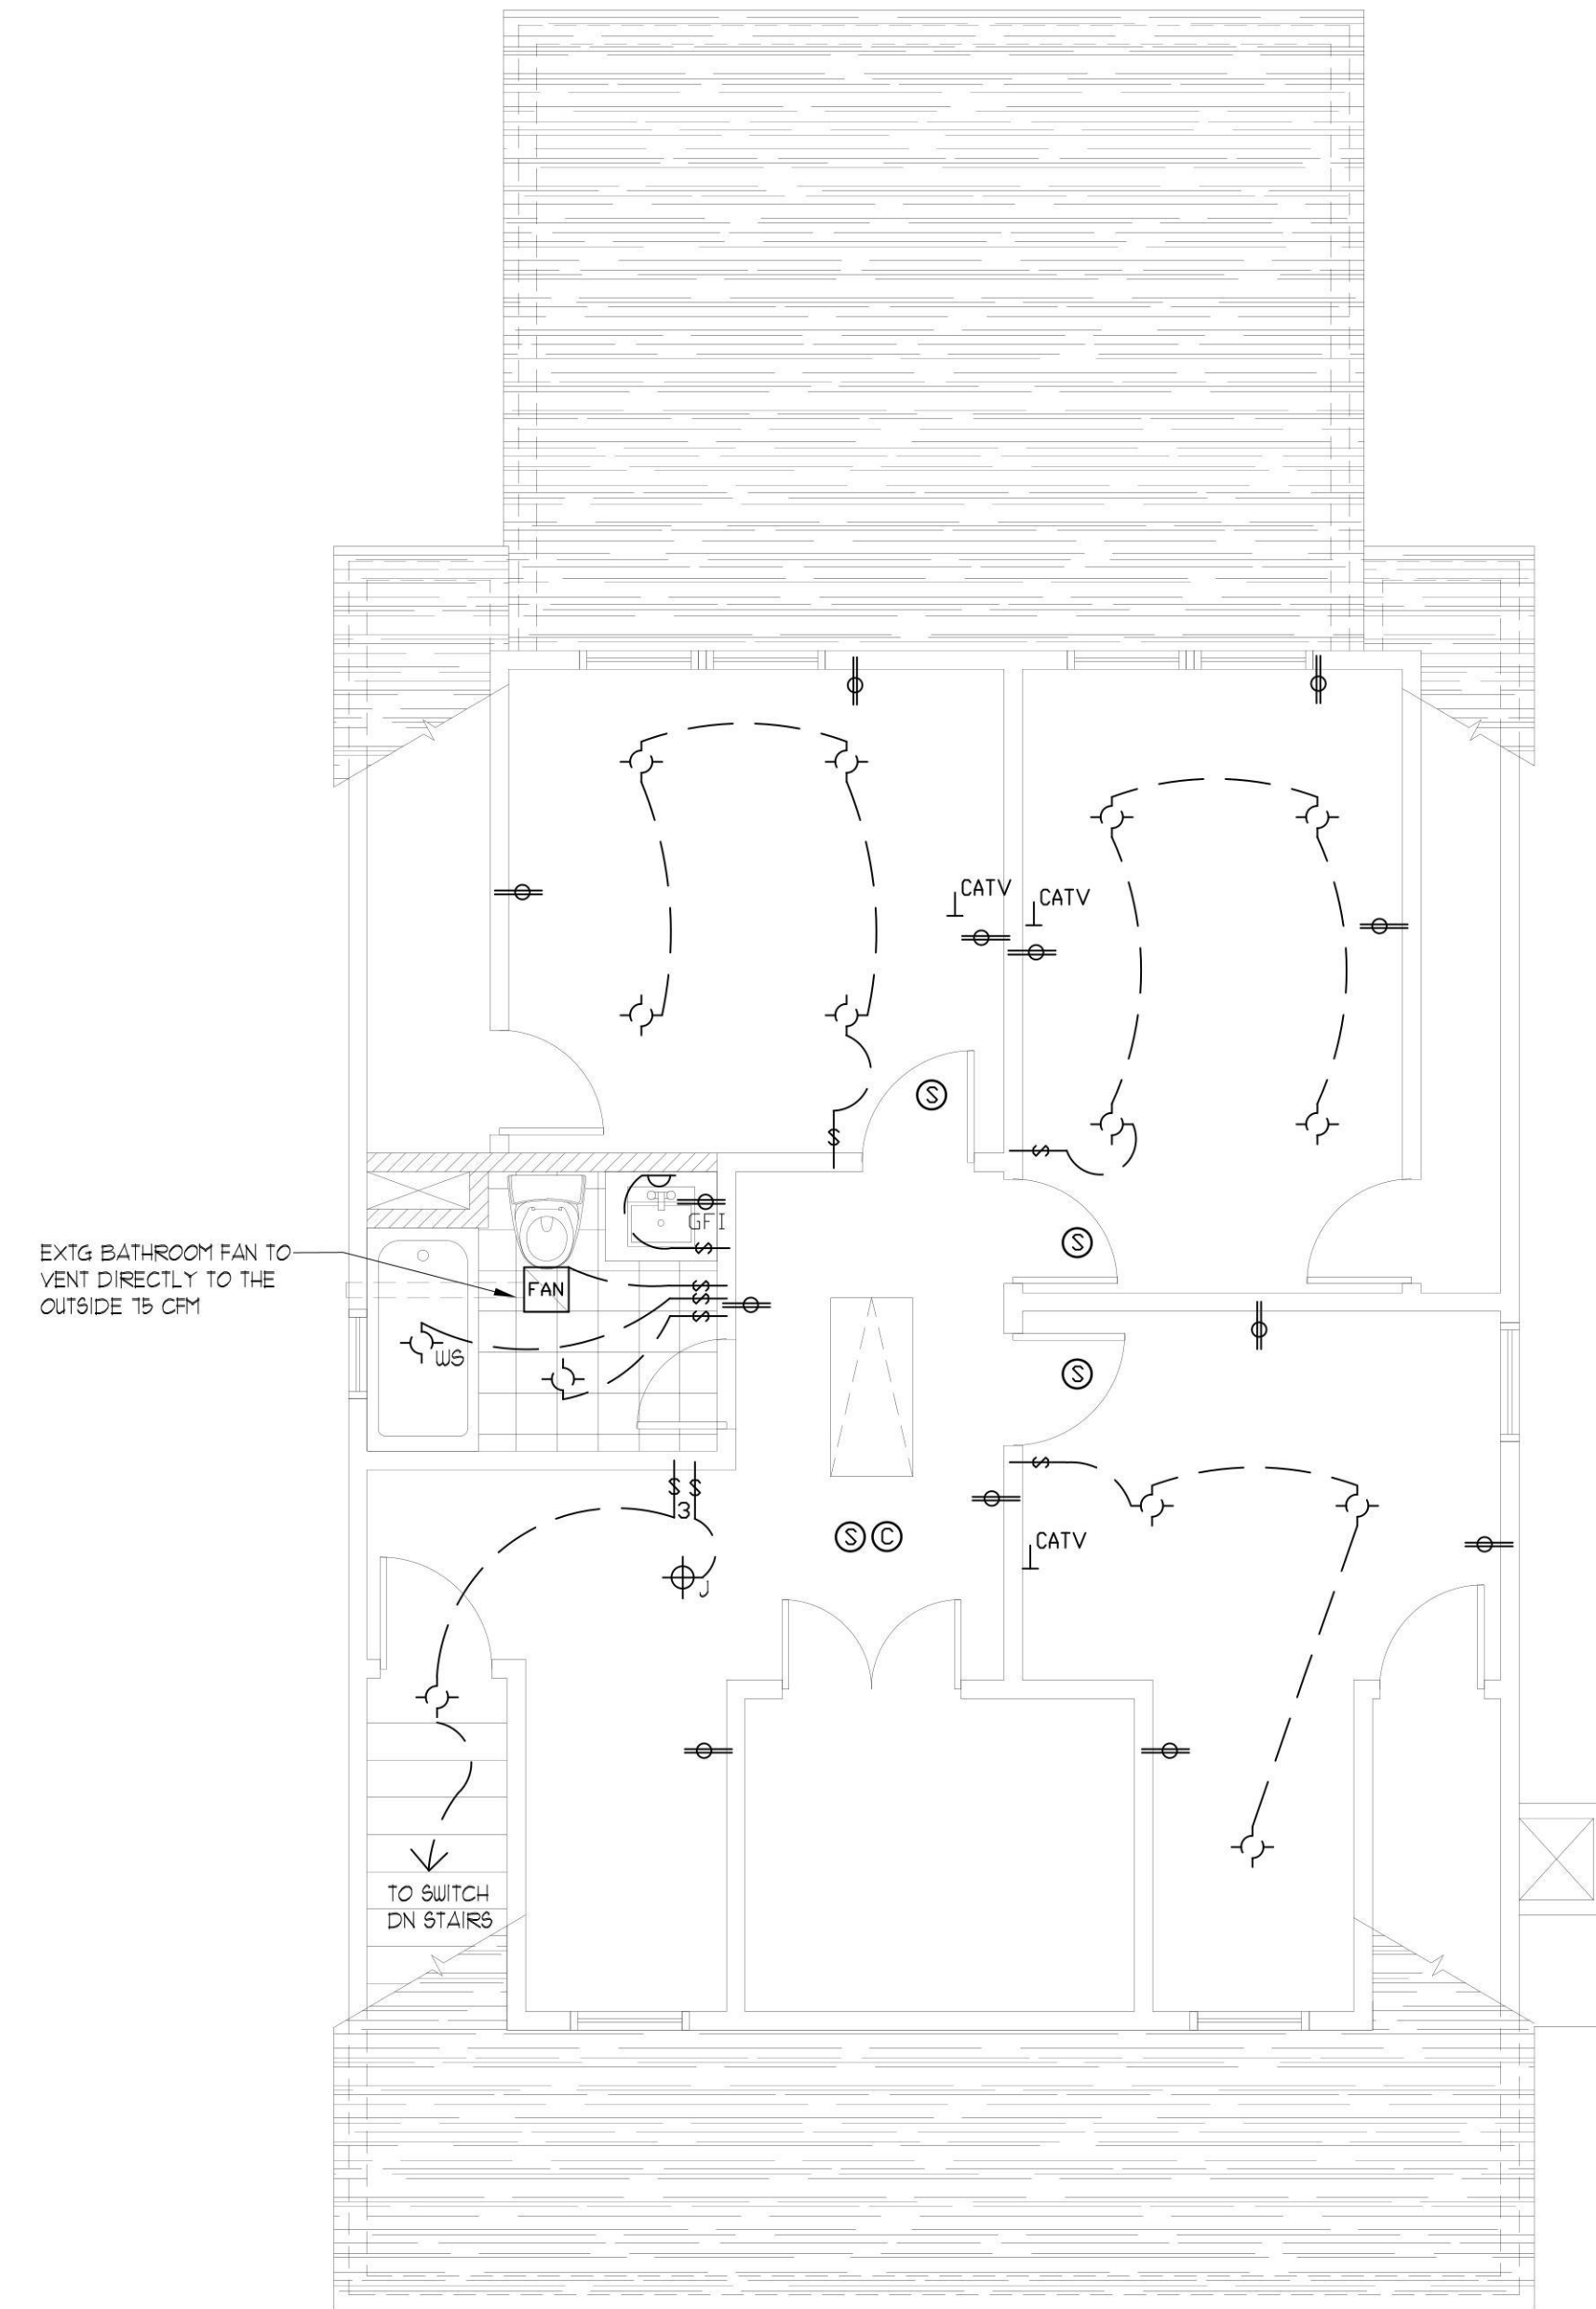 CATV
CATV
GFI
EXTG BATHROOM FAN TO
VENT DIRECTLY TO THE
OUTSIDE 75 CFM
FAN
WS
$
$
S
S
$
$
$
$
S
$
$
$
3
S
C
CATV
J
TO SWITCH
DN STAIRS